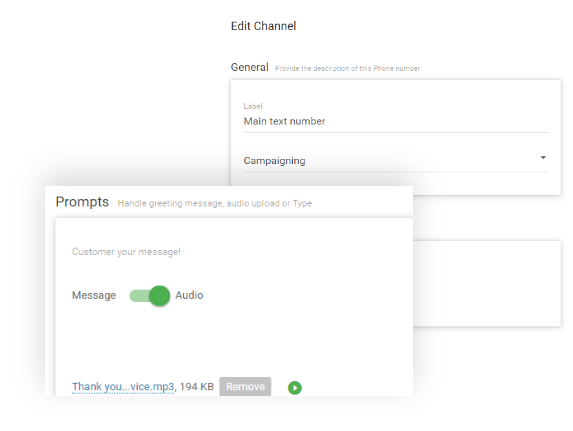 Edit Channel
General Provide the description of this Phone number
Label
Main text number
Campaigning
Prompts Handle greeting message, audio upload or Type
Customer your message!
Message Audio
Thank you...vice.mp3, 194 KB Remove